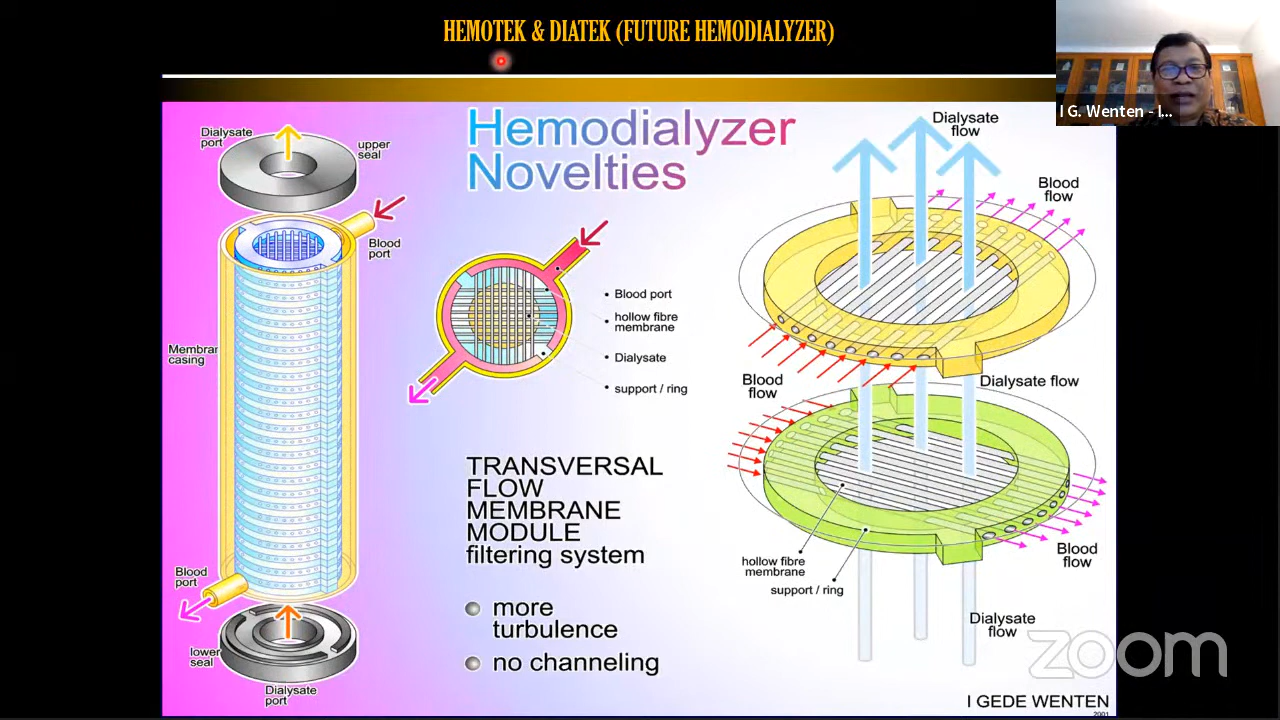 HEMOTEK & DIATEK (FUTURE HEMODIALYZER)
I G. Wenten - I...
Hemodialyzer
Novelties
Dialysate
port
upper
seal
Blood
port
Membrar
casing
Blood
port
lower
seal
Dialysate
port
• Blood port
• hollow fibre
membrane
• Dialysate
• support / ring
TRANSVERSAL
FLOW
MEMBRANE
MODULE
filtering system
more
turbulence
no channeling
Dialysate
flow
Blood
flow
Blood
flow
Dialysate flow
hollow fibre
membrane
support / ring
Blood
flow
Dialysate
flow
zoom
I GEDE WENTEN
2001